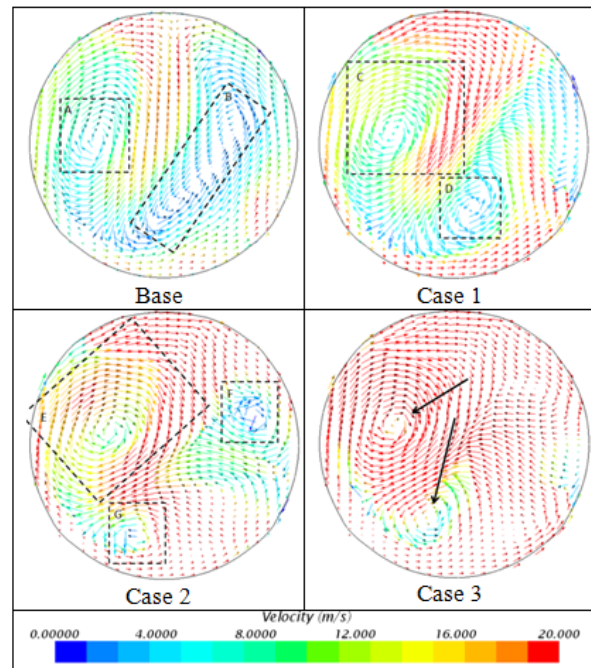 A
B
Base
C
D
Case 1
E
F
G
Case 2
Case 3
Velocity (m/s)
0.00000 4.0000 8.0000 12.000 16.000 20.000